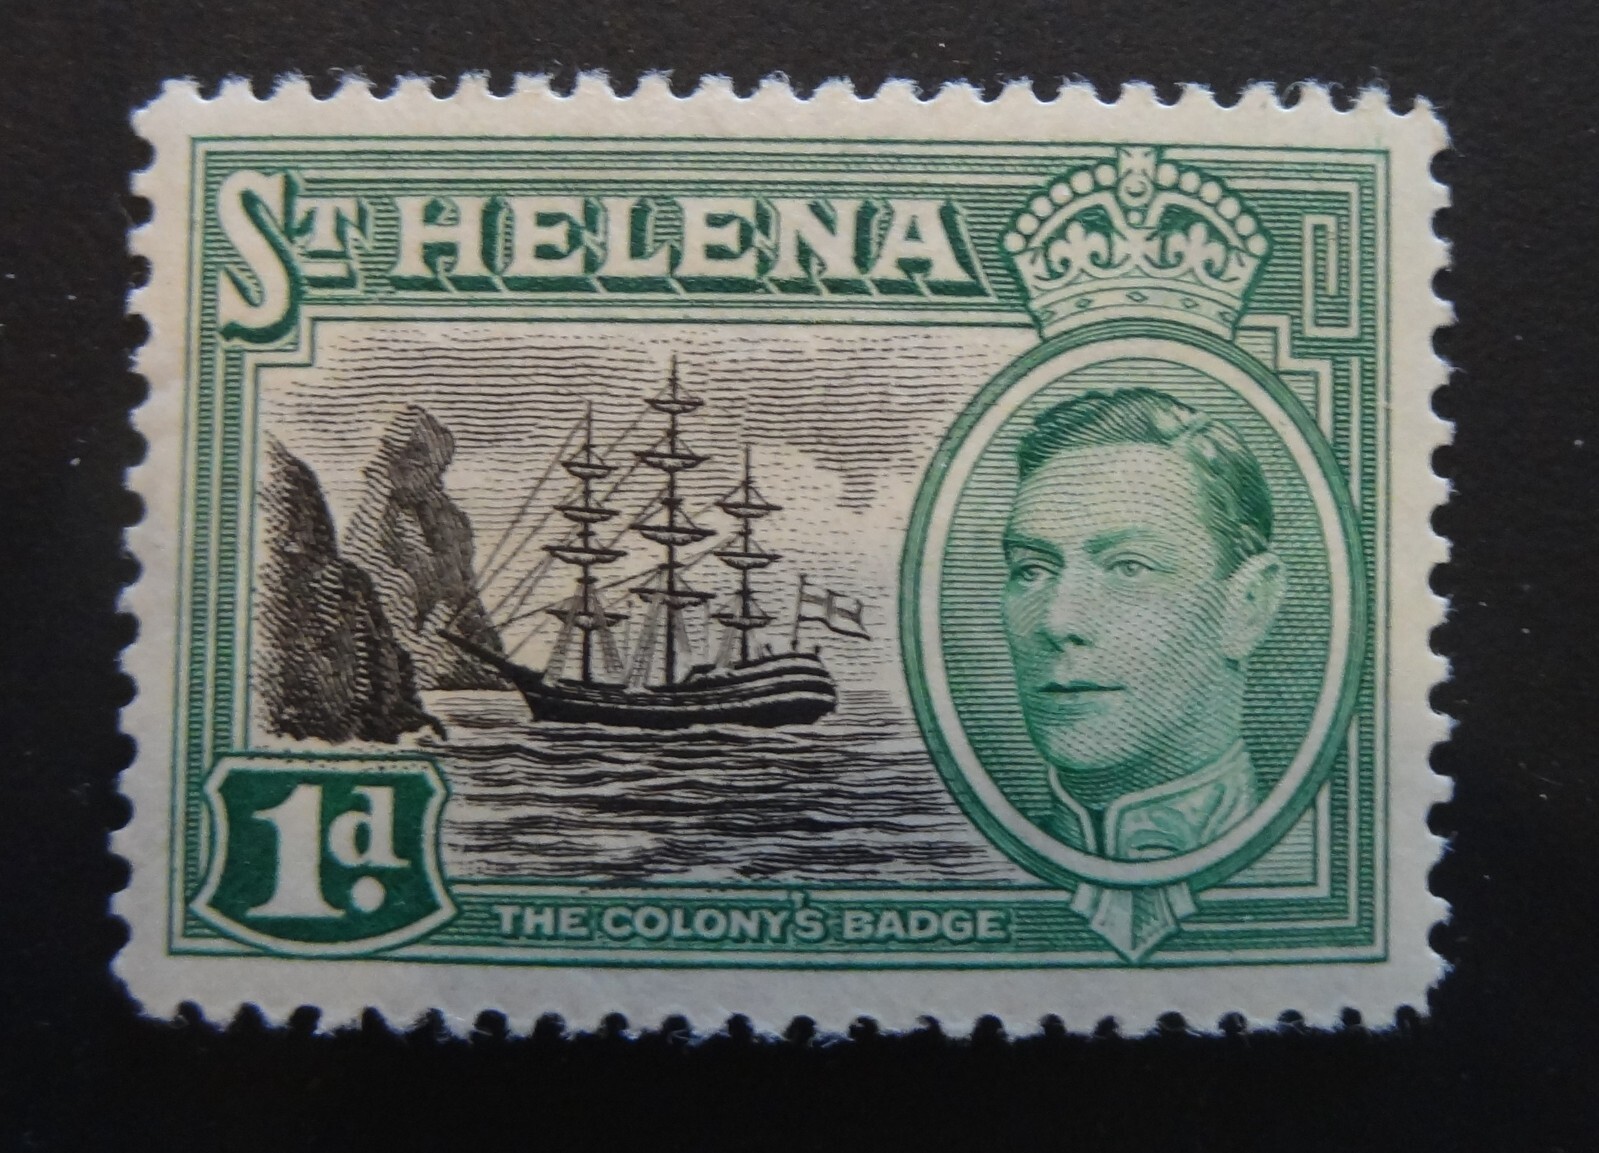 ST HELENA
1d.
THE COLONY'S BADGE